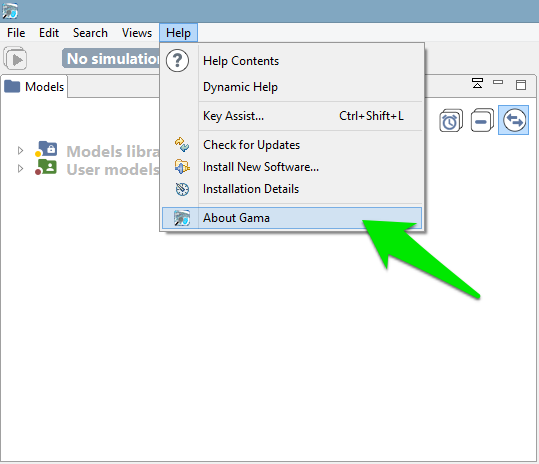 File Edit Search Views Help
No simulation
Models
Help Contents
Dynamic Help
Key Assist... Ctrl+Shift+L
Check for Updates
Models libra
Install New Software...
User models
Installation Details
About Gama